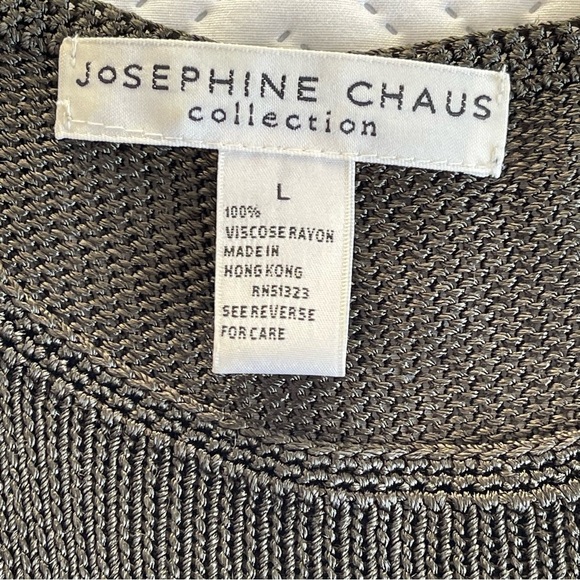 JoSEPHINE CHAUS
collection
L
100%
VISCOSE RAYON
MADE IN
HONG KONG
RN51323
SEE REVERSE
FOR CARE